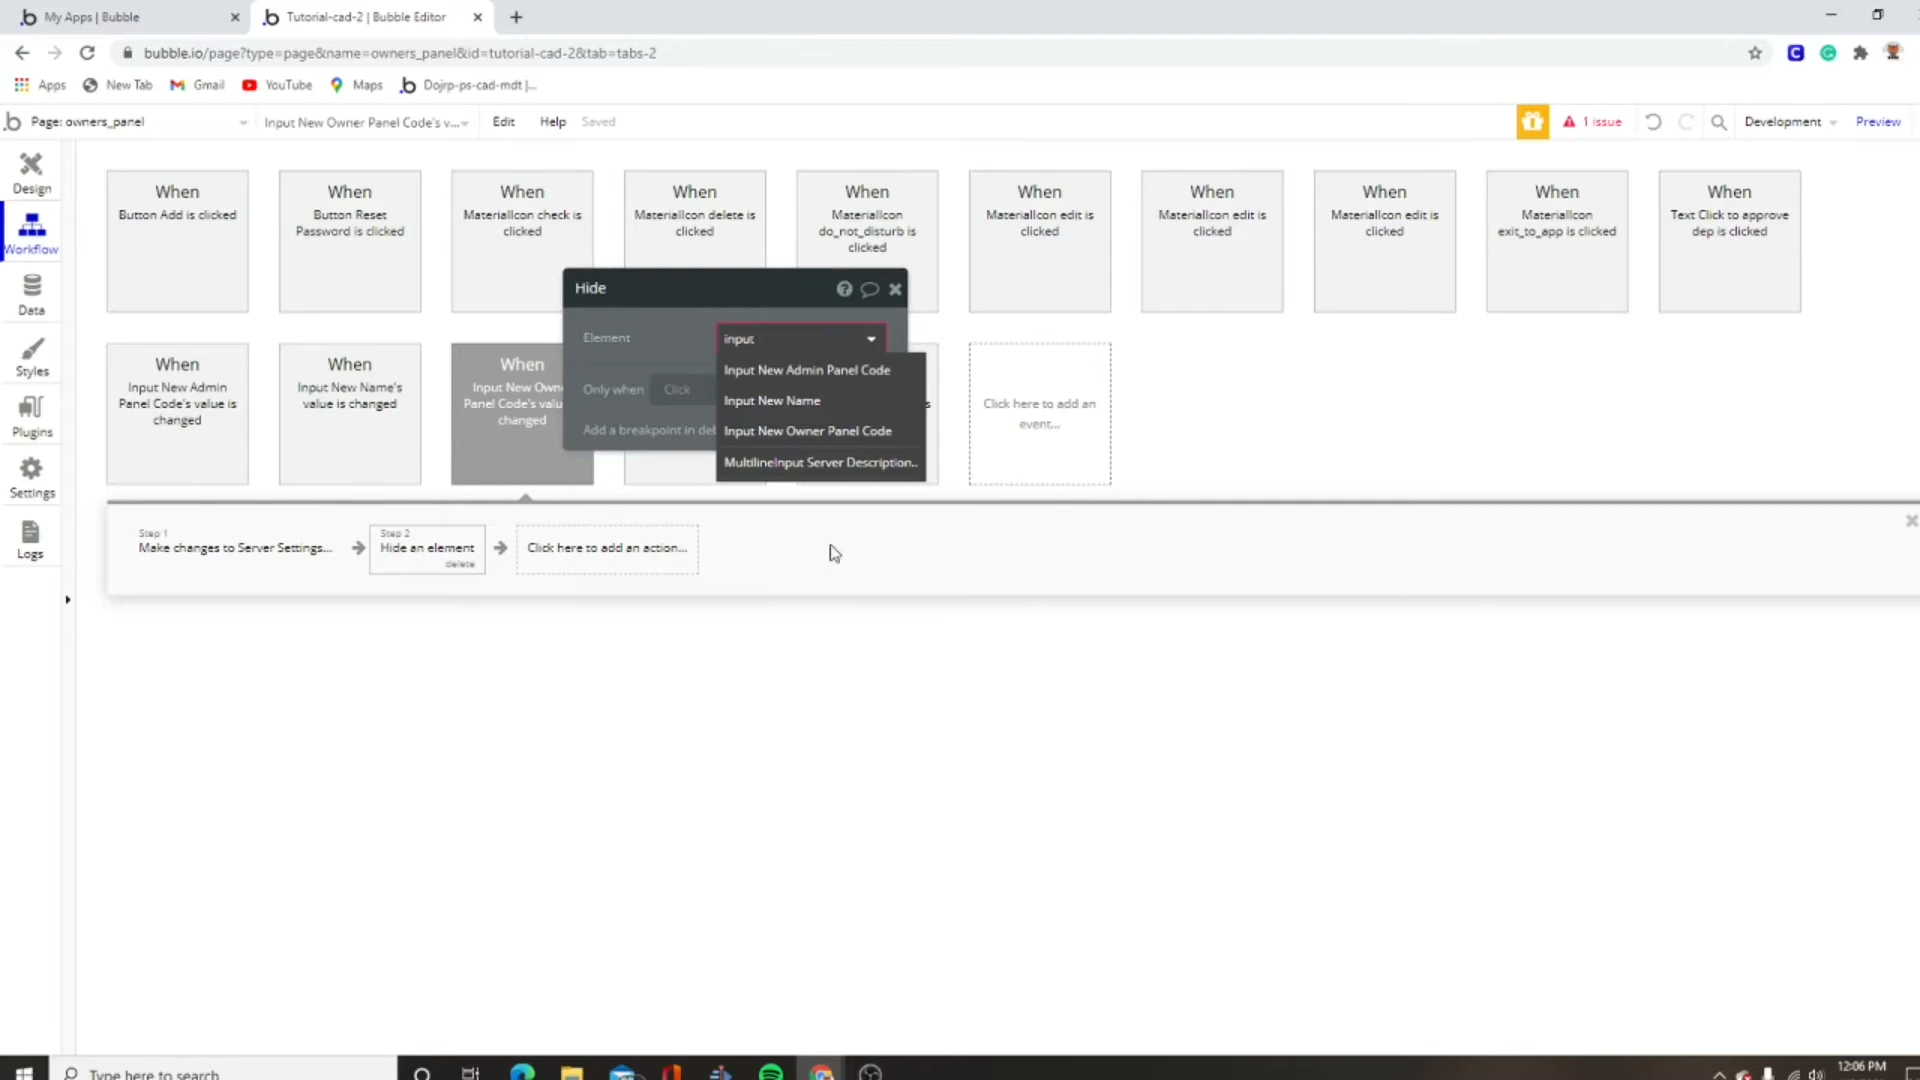 My Apps | Bubble
Tutorial-cad-2 | Bubble Editor
bubble.io/page?type=page&name=owners_panel&id=tutorial-cad-2&tab=tabs-2
Apps
New Tab
Gmail
YouTube
Maps
Dojrp-ps-cad-mdt |...
Page: owners_panel
Input New Owner Panel Code's v...
Edit
Help
Saved
1 issue
Development
Preview
Design
Workflow
Data
Styles
Plugins
Settings
Logs
When
Button Add is clicked
When
Button Reset
Password is clicked
When
MaterialIcon check is
clicked
When
MaterialIcon delete is
clicked
When
MaterialIcon
do_not_disturb is
clicked
When
MaterialIcon edit is
clicked
When
MaterialIcon edit is
clicked
When
MaterialIcon edit is
clicked
When
MaterialIcon
exit_to_app is clicked
When
Text Click to approve
dep is clicked
When
Input New Admin
Panel Code's value is
changed
When
Input New Name's
value is changed
When
Input New Own
Panel Code's valu
changed
Click here to add an
event...
Hide
Element
input
Only when
Click
Add a breakpoint in deb
Input New Admin Panel Code
Input New Name
Input New Owner Panel Code
MultilineInput Server Description..
Step 1
Make changes to Server Settings...
Step 2
Hide an element
delete
Click here to add an action...
Type here to search
12:06 PM